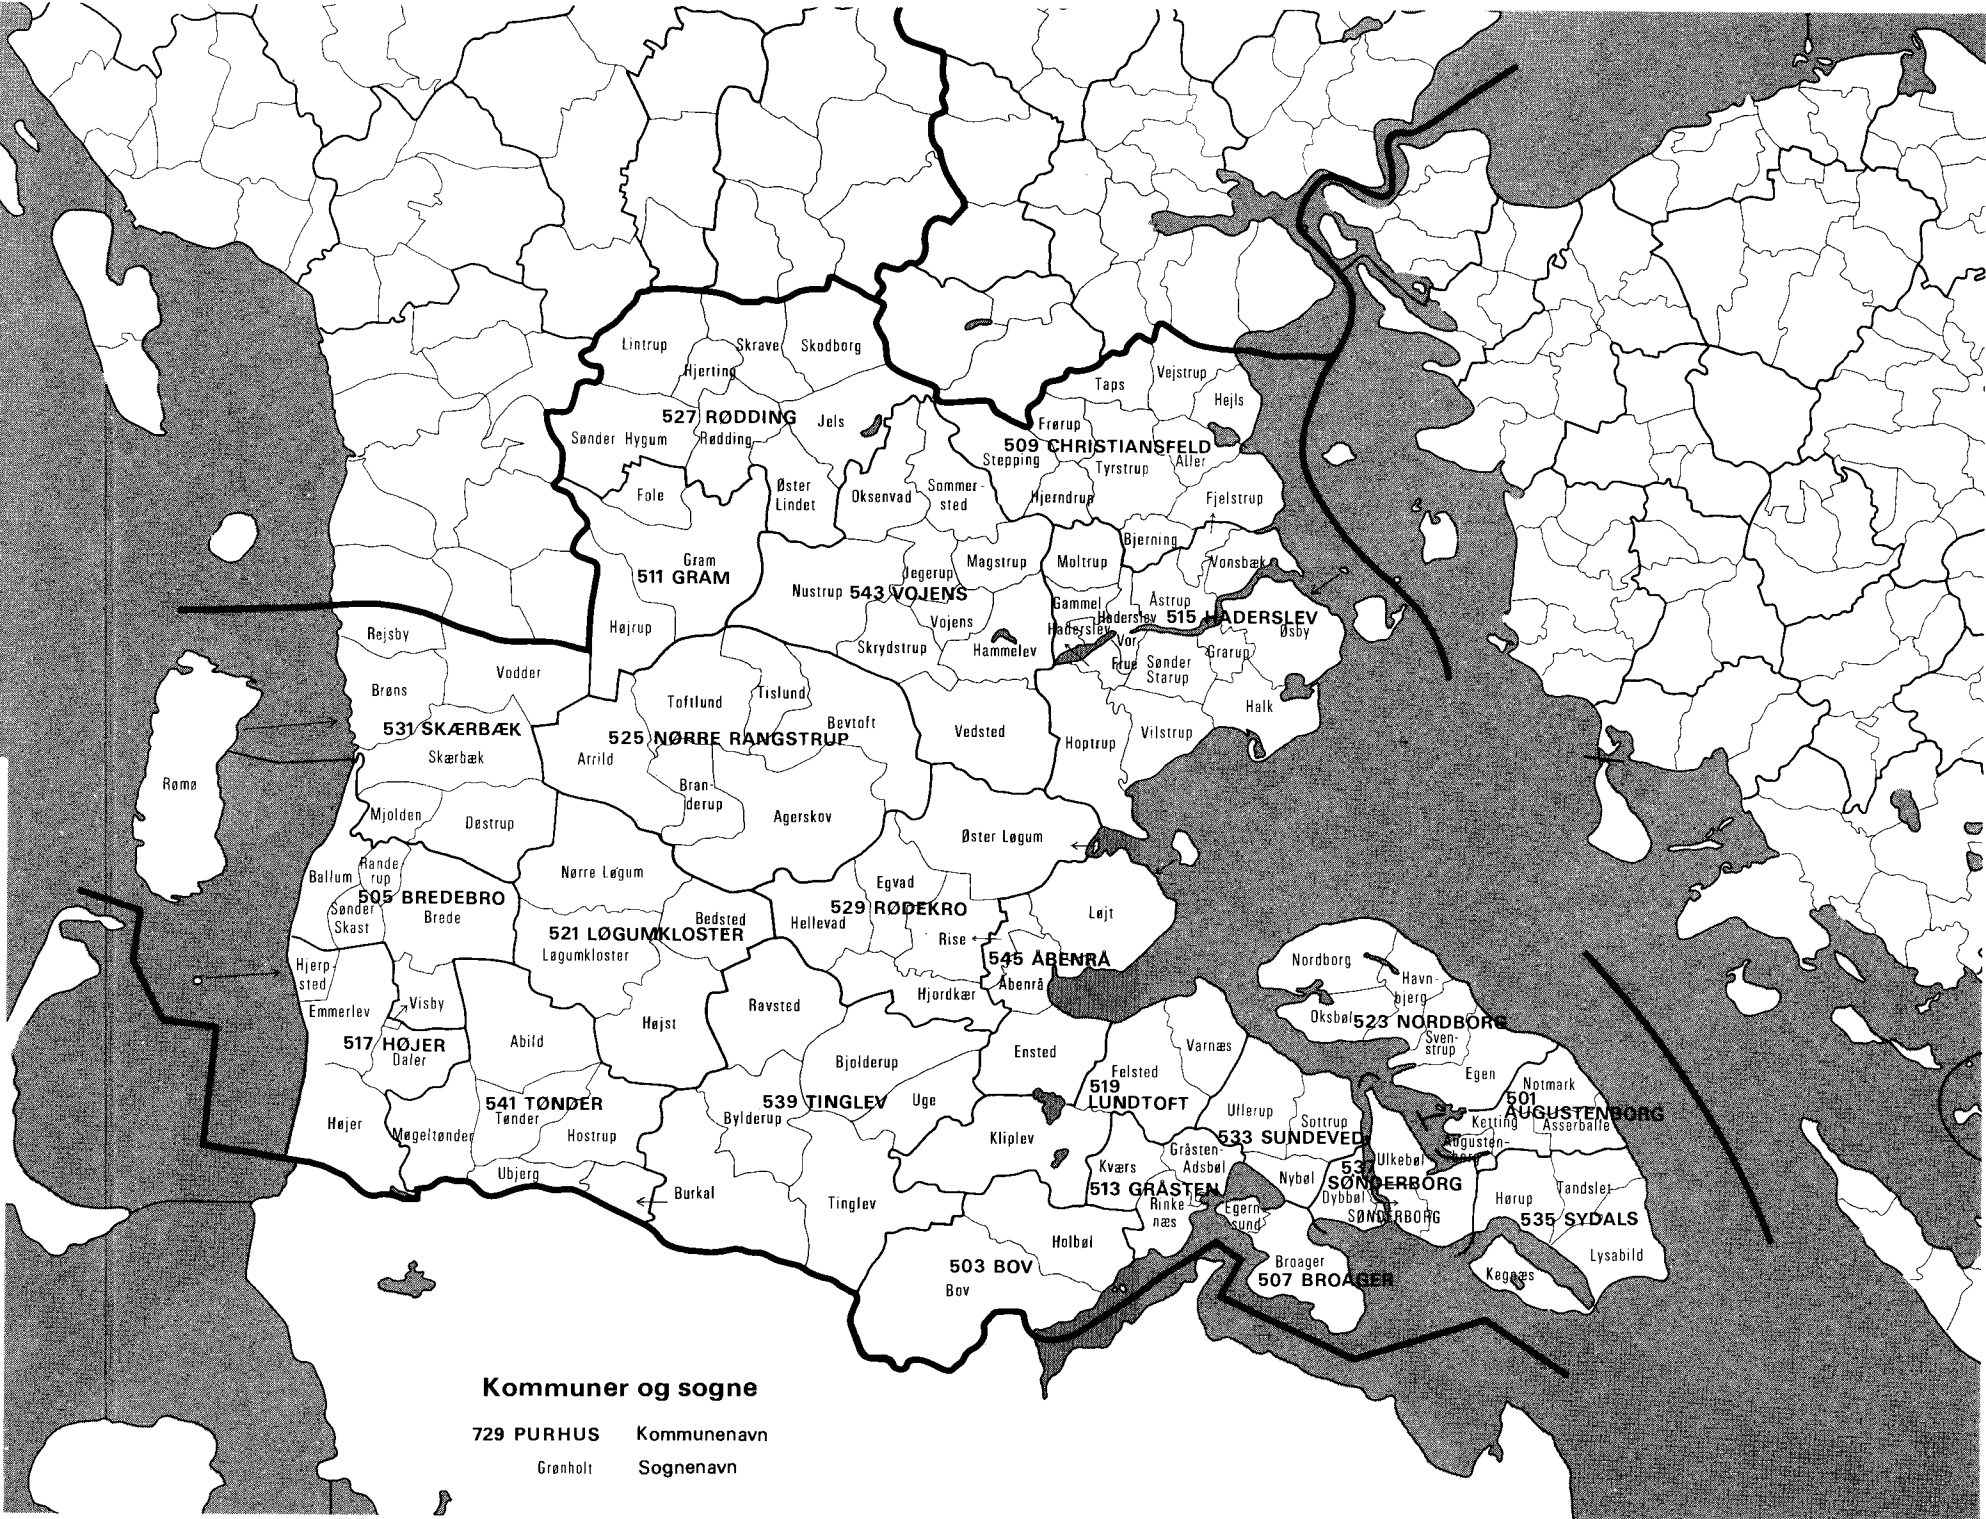 Lintrup
Skrave
Skodborg
Hjerting
Taps
Vejstrup
Hejls
527 RØDDING
Jels
Frørup
Sønder Hygum
Rødding
509 CHRISTIANSFELD
Stepping
Tyrstrup
Aller
Fole
Øster
Lindet
Oksenvad
Sommer-
sted
Hjerndrup
Fjelstrup
Bjerning
Gram
511 GRAM
Jegerup
Magstrup
Moltrup
Vonsbæk
Nustrup
543 VOJENS
Gammel
Haderslev
Haderslev
Vor
Frue
Åstrup
515 HADERSLEV
Øsby
Højrup
Vojens
Skrydstrup
Hammelev
Sønder
Starup
Grarup
Rejsby
Vodder
Brøns
Toftlund
Tislund
Halk
531 SKÆRBÆK
Bevtoft
525 NØRRE RANGSTRUP
Vedsted
Hoptrup
Vilstrup
Skærbæk
Arrild
Rømø
Bran-
derup
Mjolden
Døstrup
Agerskov
Øster Løgum
Ballum
Rande-
rup
505 BREDEBRO
Nørre Løgum
Egvad
529 RØDEKRO
Sønder
Skast
Brede
Bedsted
Hellevad
Løjt
521 LØGUMKLOSTER
Løgumkloster
Rise
545 ÅBENRÅ
Åbenrå
Nordborg
Hjerp-
sted
Havn-
bjerg
Emmerlev
Visby
Ravsted
Hjordkær
Højst
Oksbøl
523 NORDBORG
517 HØJER
Daler
Abild
Sven-
strup
Bjolderup
Ensted
Varnæs
Felsted
Egen
519
LUNDTOFT
Notmark
501
AUGUSTENBORG
541 TØNDER
Tønder
539 TINGLEV
Uge
Ullerup
Sottrup
Ketting
Asserballe
Højer
Møgeltønder
Hostrup
Bylderup
Kliplev
533 SUNDEVED
Augusten-
borg
Gråsten-
Adsbøl
Kværs
Ulkebøl
537
SØNDERBORG
Ubjerg
Burkal
513 GRÅSTEN
Nybøl
Dybbøl
Hørup
Tandslet
Tinglev
Rinke
næs
Egern-
sund
SØNDERBORG
535 SYDALS
Holbøl
Lysabild
503 BOV
Bov
Broager
507 BROAGER
Kegnæs
Kommuner og sogne
729 PURHUS Kommunenavn
Grønholt Sognenavn